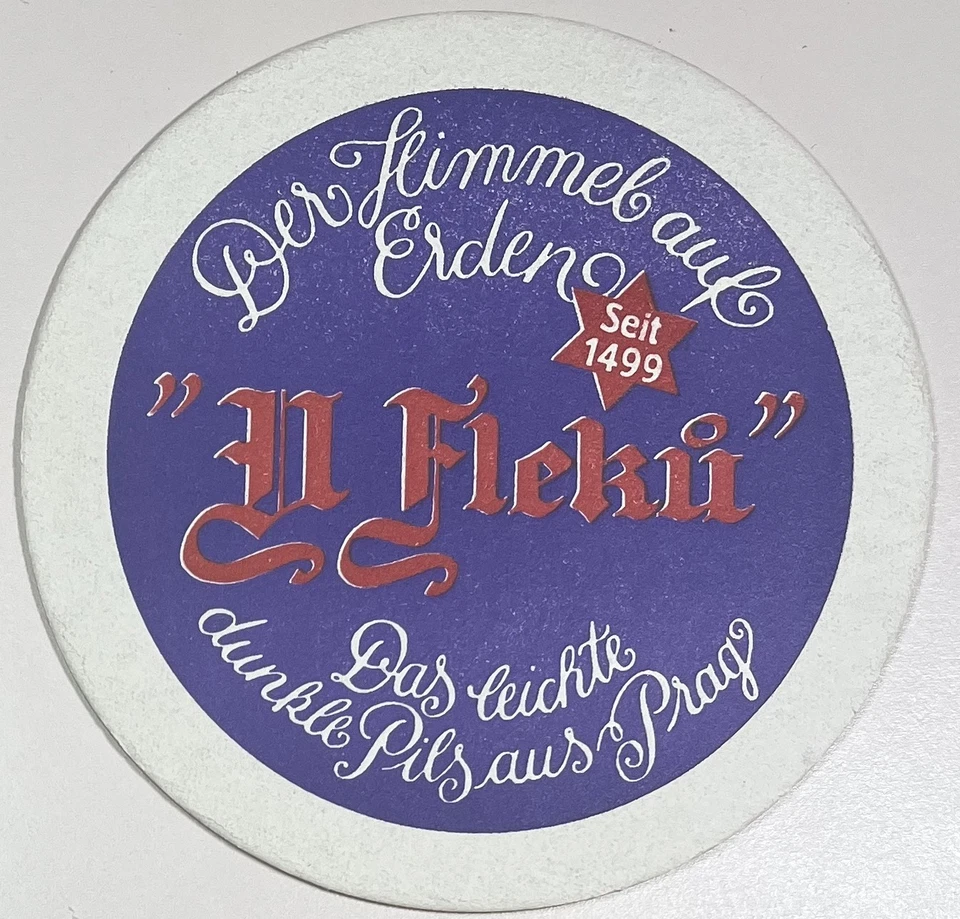 Der Himmel auf
Erden
Seit
1499
"U Fleků"
Das leichte
dunkle Pils aus Prag